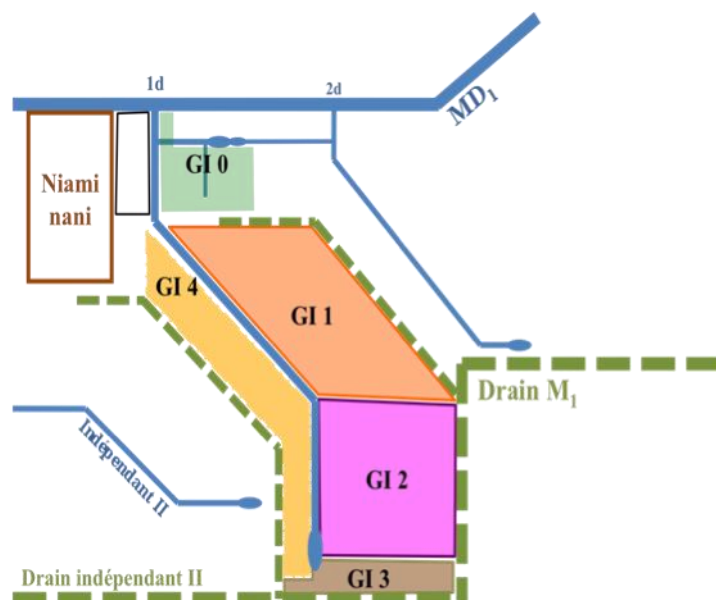 1d
2d
MD₁
Niami
nani
GI 0
GI 4
GI 1
Drain M₁
Indépendant II
GI 2
Drain indépendant II
GI 3